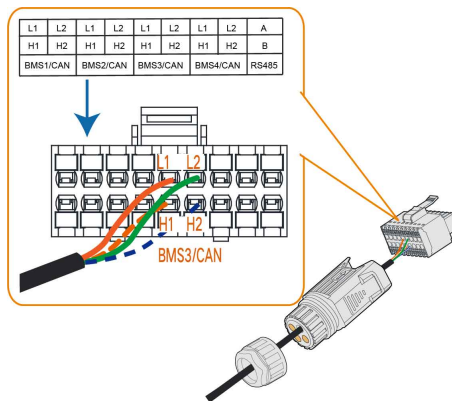 L1 L2 L1 L2 L1 L2 L1 L2 A
H1 H2 H1 H2 H1 H2 H1 H2 B
BMS1/CAN BMS2/CAN BMS3/CAN BMS4/CAN RS485
L1 L2
H1 H2
BMS3/CAN